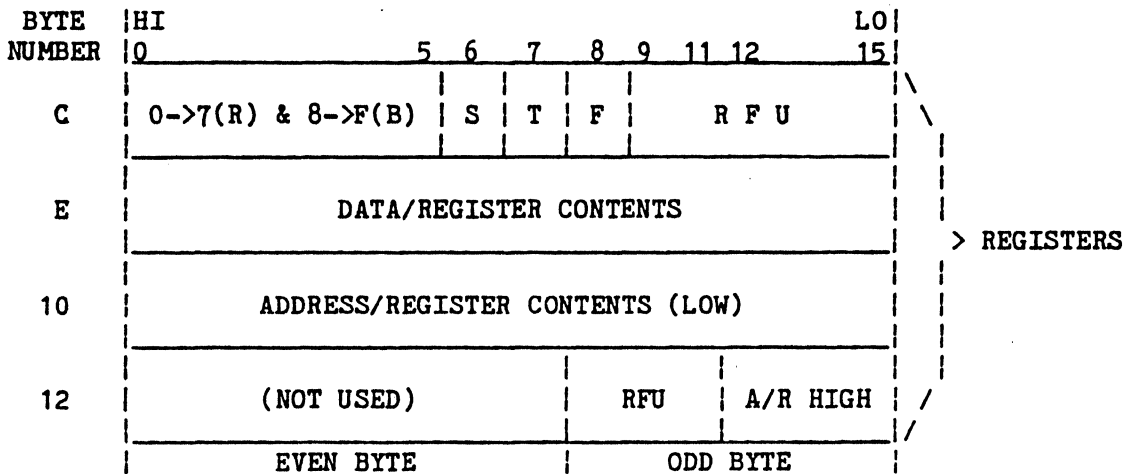 BYTE HI LO
NUMBER 0 5 6 7 8 9 11 12 15
C 0->7(R) & 8->F(B) S T F R F U
E DATA/REGISTER CONTENTS
> REGISTERS
10 ADDRESS/REGISTER CONTENTS (LOW)
12 (NOT USED) RFU A/R HIGH
EVEN BYTE ODD BYTE